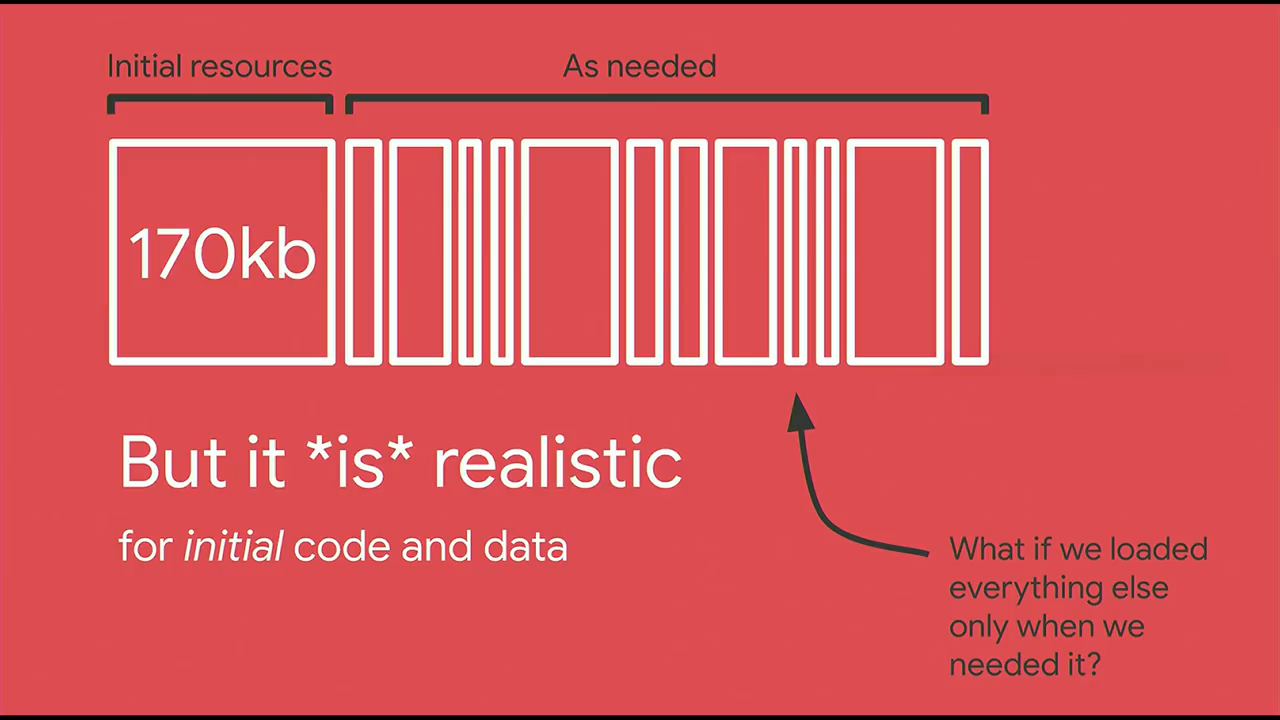 Initial resources
As needed
170kb
But it *is* realistic
for initial code and data
What if we loaded
everything else
only when we
needed it?